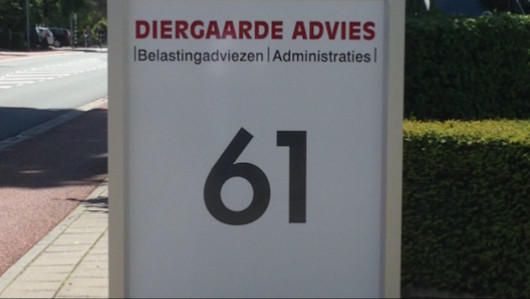 DIERGAARDE ADVIES
|Belastingadviezen|Administraties|
61